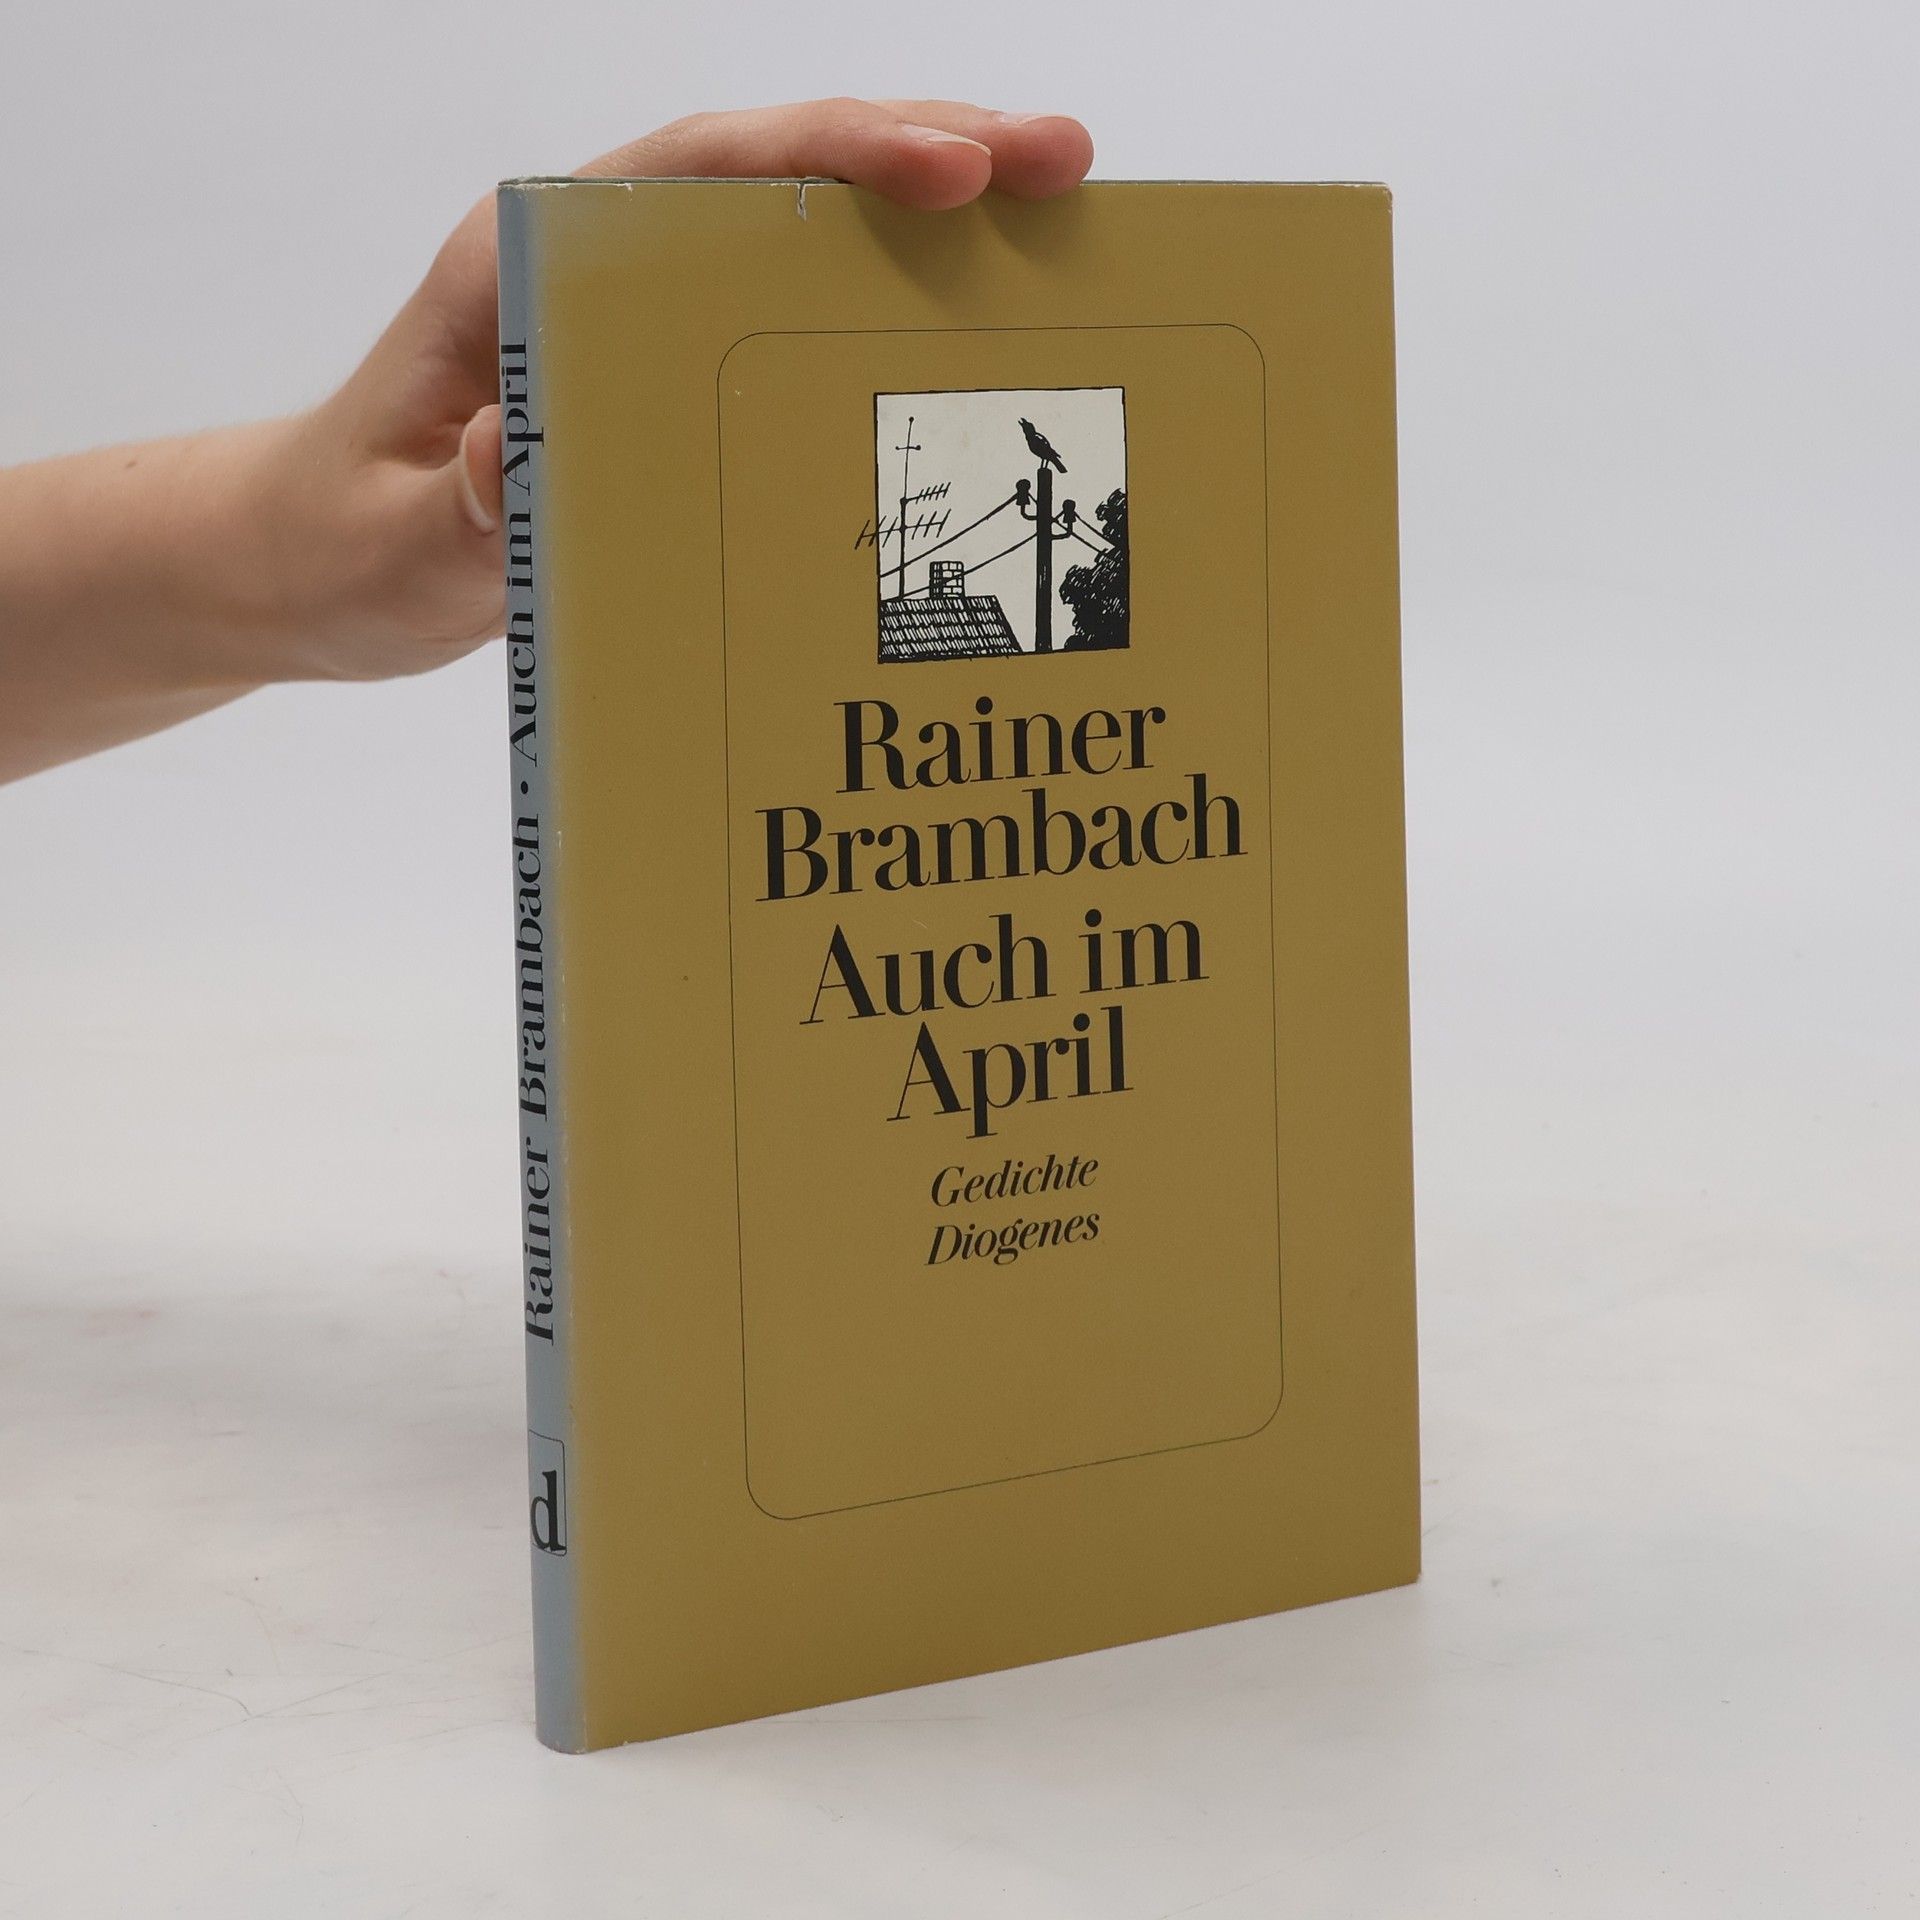 Rainer Brambach · Auch im April
d
Rainer
Brambach
Auch im
April
Gedichte
Diogenes